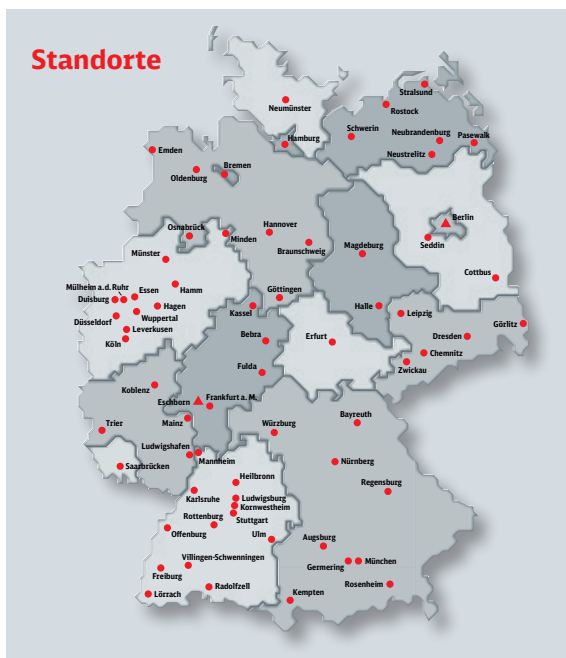 Standorte
Stralsund
Rostock
Neumünster
Schwerin
Neubrandenburg
Pasewalk
Hamburg
Neustrelitz
Emden
Bremen
Oldenburg
Berlin
Seddin
Osnabrück
Hannover
Minden
Braunschweig
Magdeburg
Münster
Cottbus
Mülheim a.d. Ruhr
Essen
Hamm
Göttingen
Duisburg
Hagen
Kassel
Halle
Leipzig
Görlitz
Düsseldorf
Wuppertal
Leverkusen
Köln
Bebra
Erfurt
Dresden
Chemnitz
Zwickau
Fulda
Koblenz
Eschborn
Frankfurt a. M.
Bayreuth
Trier
Mainz
Würzburg
Ludwigshafen
Mannheim
Saarbrücken
Nürnberg
Heilbronn
Regensburg
Karlsruhe
Ludwigsburg
Kornwestheim
Rottenburg
Stuttgart
Offenburg
Ulm
Augsburg
Villingen-Schwenningen
Germering
München
Freiburg
Radolfzell
Rosenheim
Lörrach
Kempten